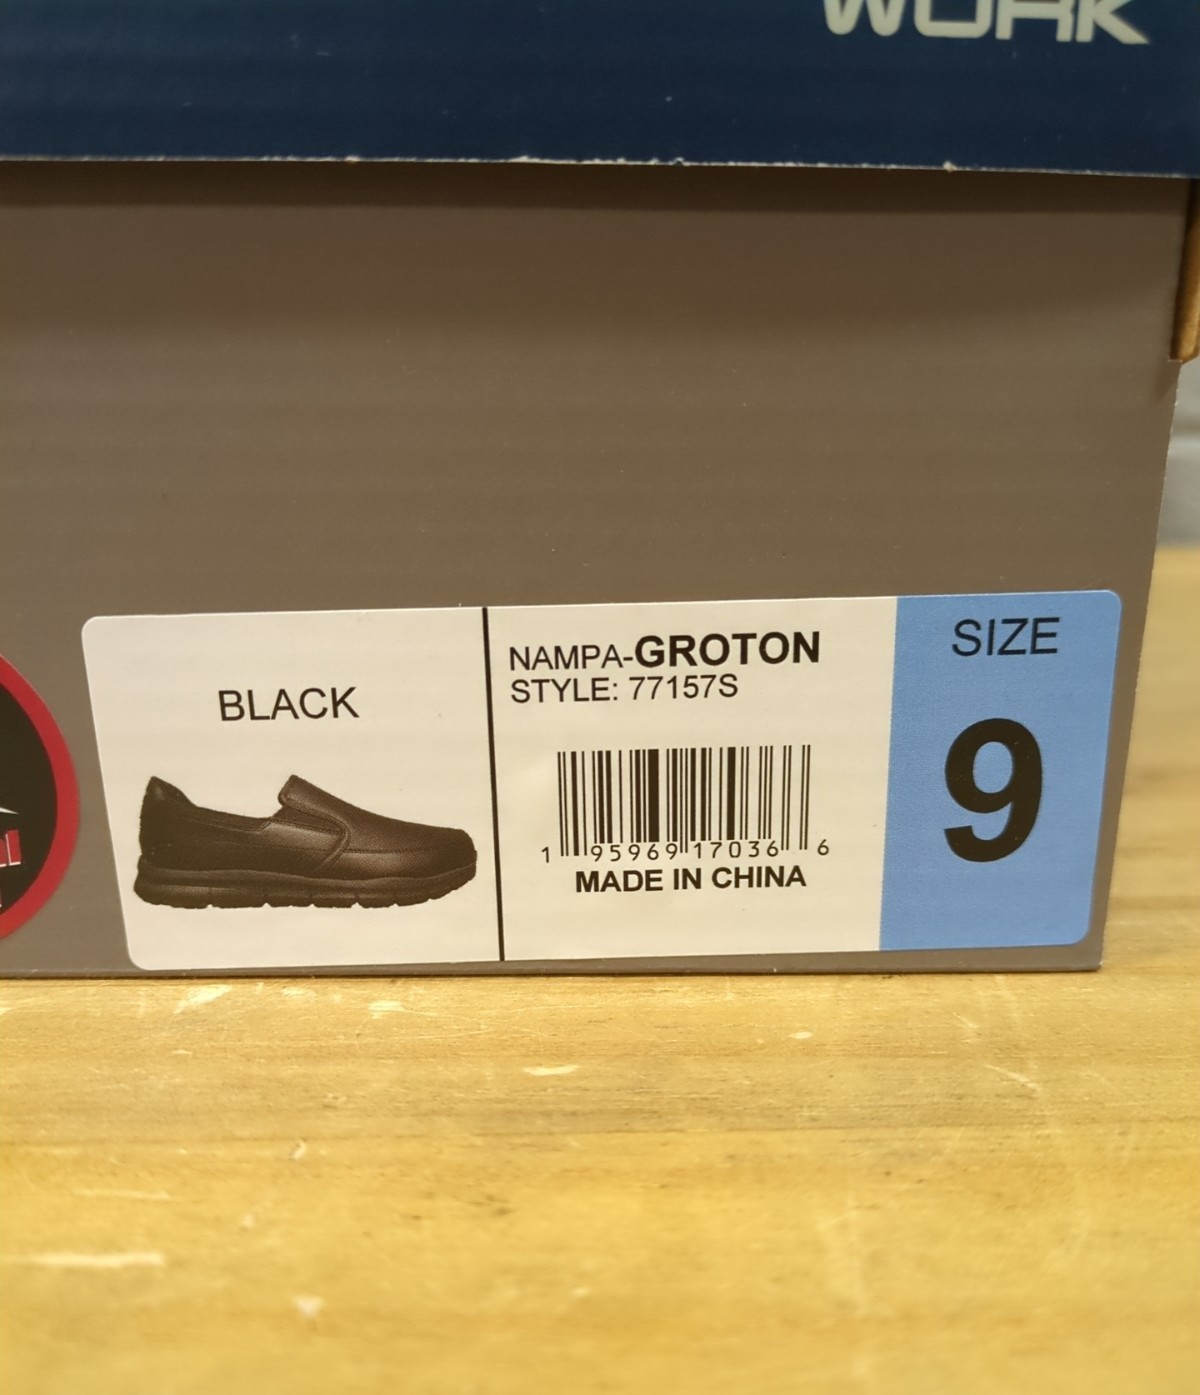 WORK
BLACK
NAMPA-GROTON
STYLE: 77157S
1 95969 17036 6
MADE IN CHINA
SIZE
9